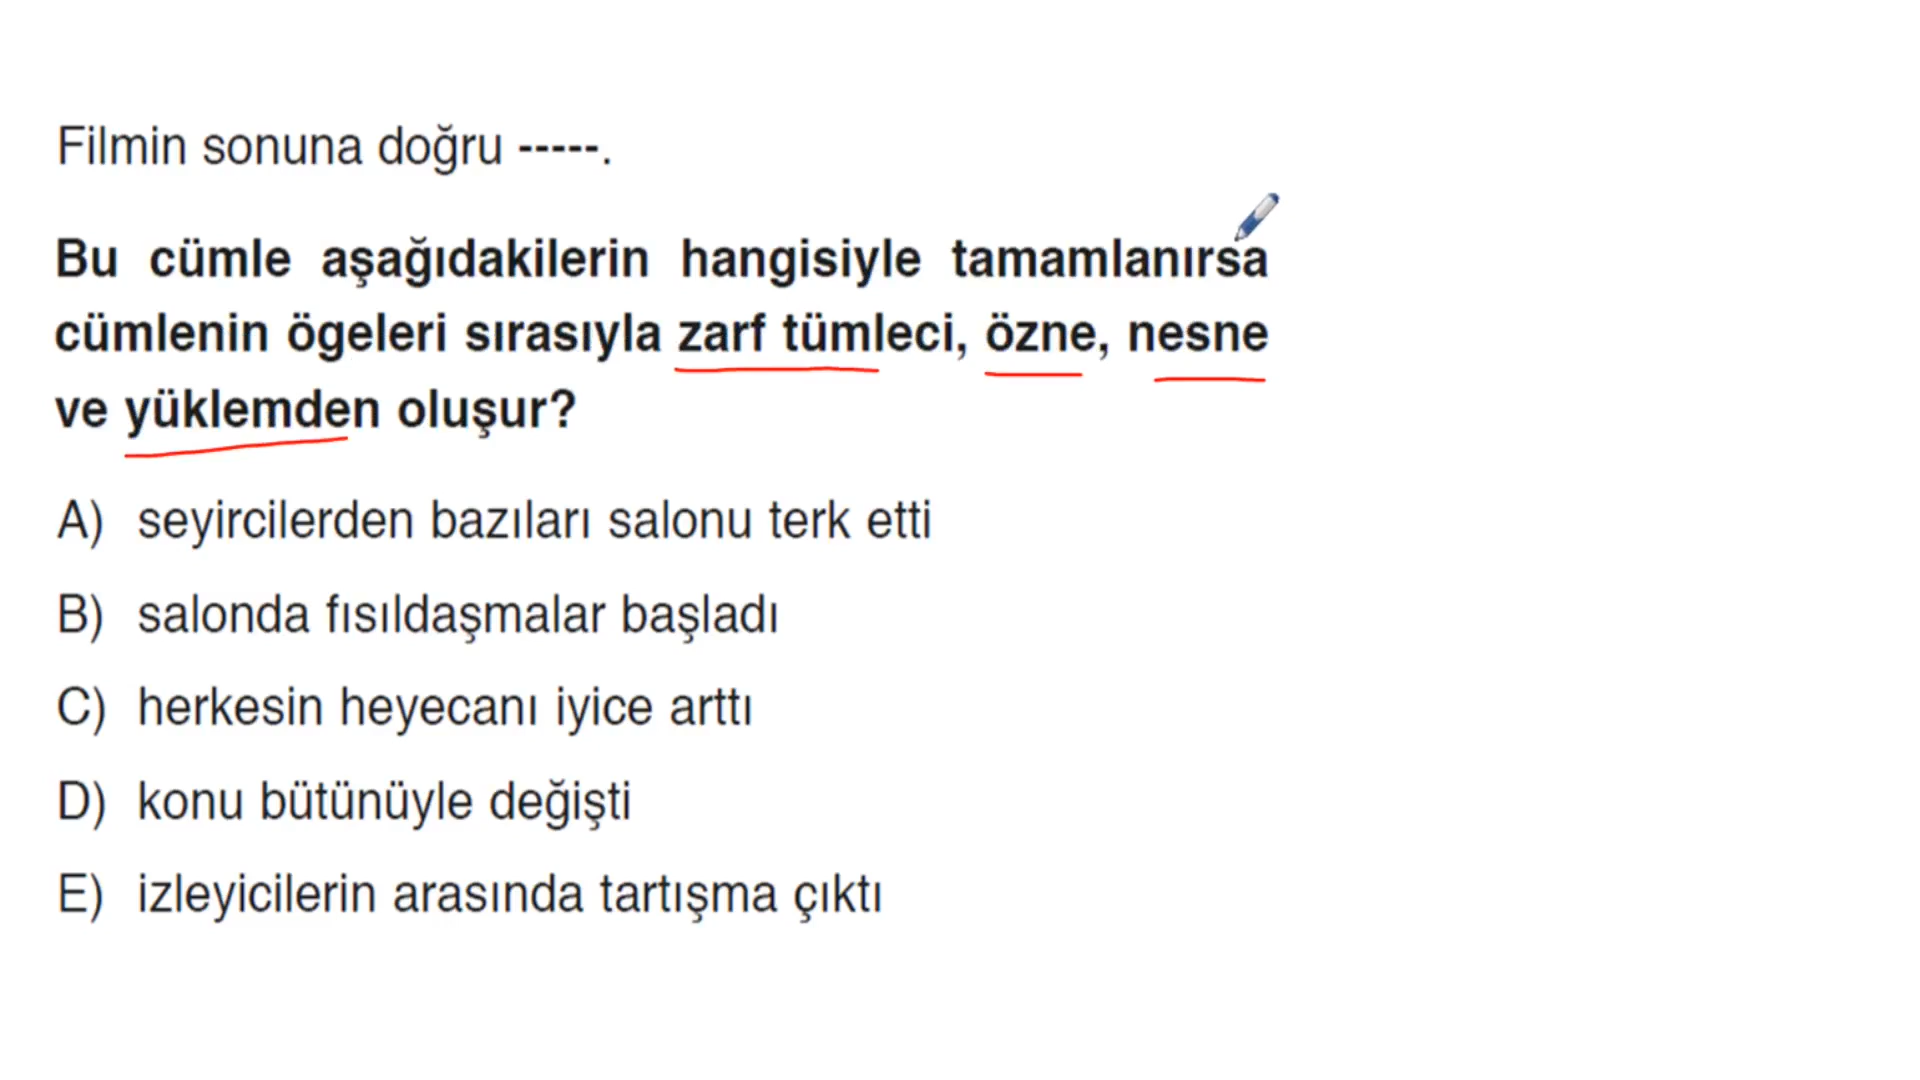 Filmin sonuna doğru -----.
Bu cümle aşağıdakilerin hangisiyle tamamlanırsa
cümlenin ögeleri sırasıyla zarf tümleci, özne, nesne
ve yüklemden oluşur?
A) seyircilerden bazıları salonu terk etti
B) salonda fısıldaşmalar başladı
C) herkesin heyecanı iyice arttı
D) konu bütünüyle değişti
E) izleyicilerin arasında tartışma çıktı